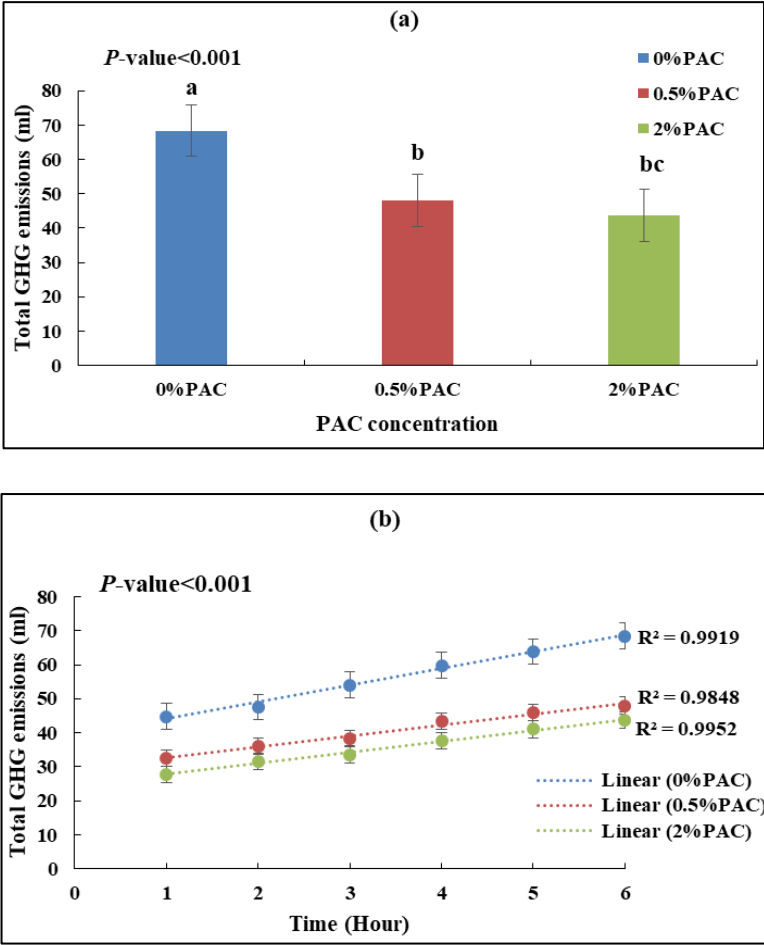 (a)
P-value<0.001
0%PAC
0.5%PAC
2%PAC
a
b
bc
Total GHG emissions (ml)
80
70
60
50
40
30
20
10
0
0%PAC 0.5%PAC 2%PAC
PAC concentration
(b)
P-value<0.001
Total GHG emissions (ml)
80
70
60
50
40
30
20
10
0
R² = 0.9919
R² = 0.9848
R² = 0.9952
Linear (0%PAC)
Linear (0.5%PAC)
Linear (2%PAC)
0 1 2 3 4 5 6
Time (Hour)